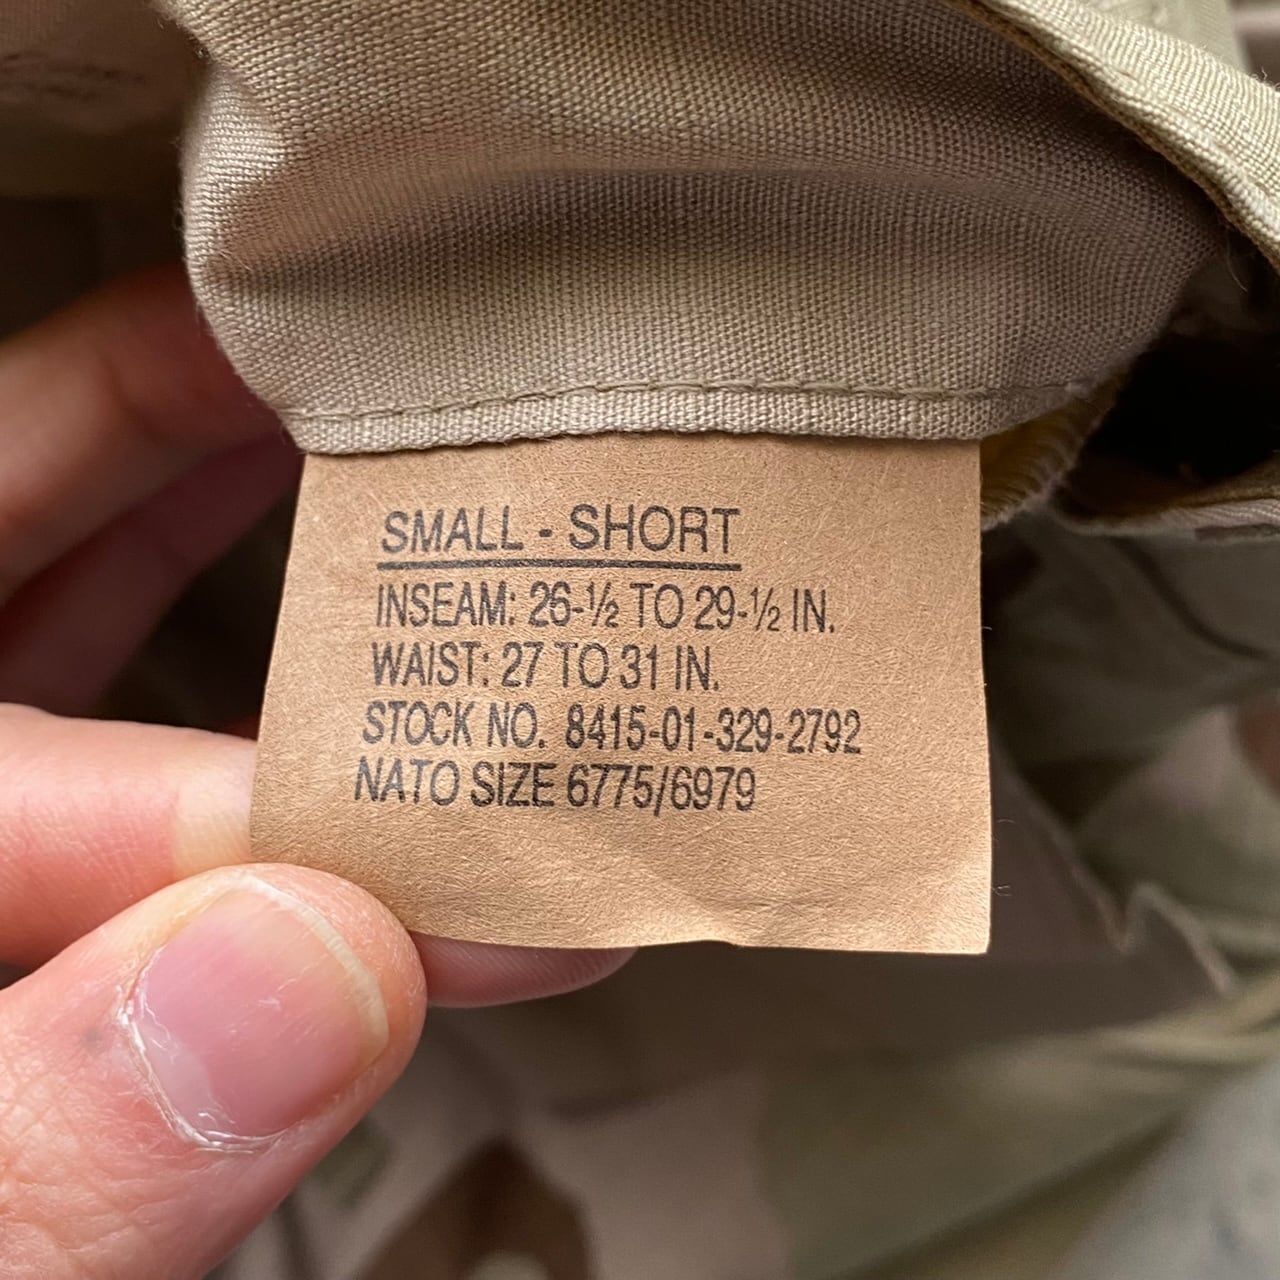 SMALL - SHORT
INSEAM: 26-½ TO 29-½ IN.
WAIST: 27 TO 31 IN.
STOCK NO. 8415-01-329-2792
NATO SIZE 6775/6979